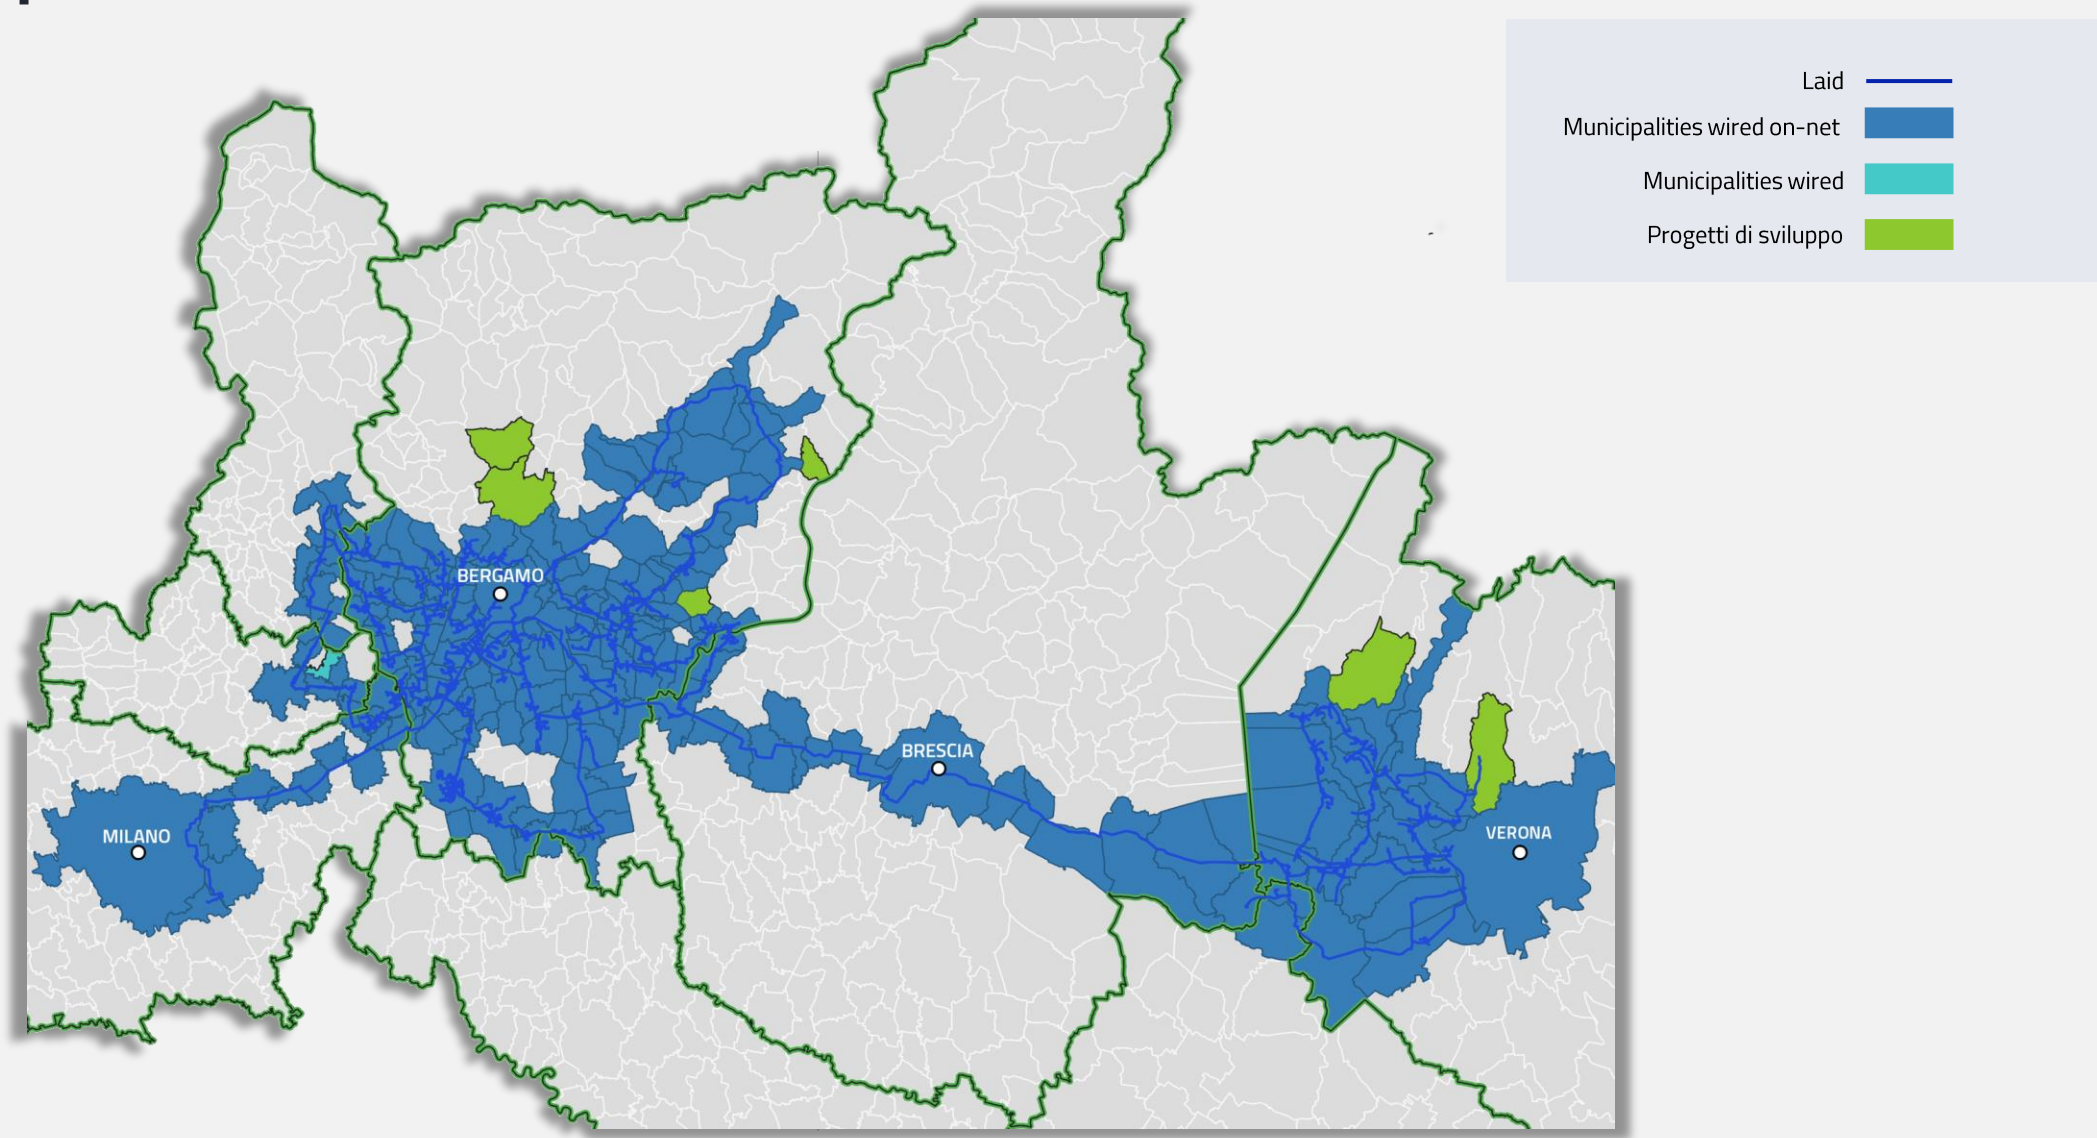 Laid
Municipalities wired on-net
Municipalities wired
Progetti di sviluppo
BERGAMO
BRESCIA
MILANO
VERONA